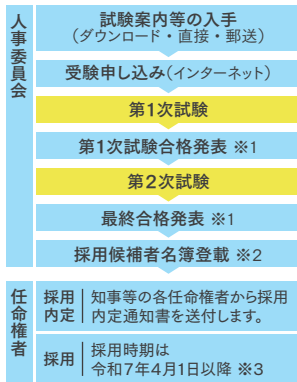 人事委員会
試験案内等の入手
（ダウンロード・直接・郵送）
受験申し込み（インターネット）
第1次試験
第1次試験合格発表 ※1
第2次試験
最終合格発表 ※1
採用候補者名簿登載 ※2
任命権者
採用内定
知事等の各任命権者から採用
内定通知書を送付します。
採用
採用時期は
令和7年4月1日以降 ※3